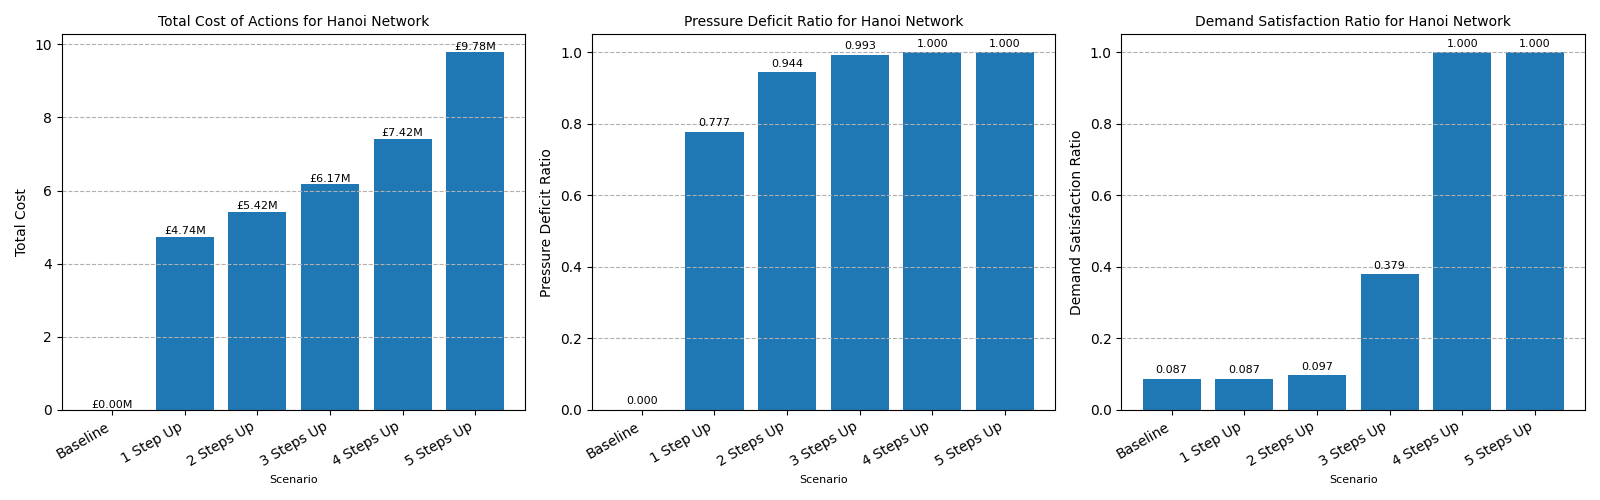 Total Cost of Actions for Hanoi Network
Total Cost
10
8
6
4
2
0
£0.00M
£4.74M
£5.42M
£6.17M
£7.42M
£9.78M
Baseline
1 Step Up
2 Steps Up
3 Steps Up
4 Steps Up
5 Steps Up
Scenario
Pressure Deficit Ratio for Hanoi Network
Pressure Deficit Ratio
1.0
0.8
0.6
0.4
0.2
0.0
0.000
0.777
0.944
0.993
1.000
1.000
Baseline
1 Step Up
2 Steps Up
3 Steps Up
4 Steps Up
5 Steps Up
Scenario
Demand Satisfaction Ratio for Hanoi Network
Demand Satisfaction Ratio
1.0
0.8
0.6
0.4
0.2
0.0
0.087
0.087
0.097
0.379
1.000
1.000
Baseline
1 Step Up
2 Steps Up
3 Steps Up
4 Steps Up
5 Steps Up
Scenario